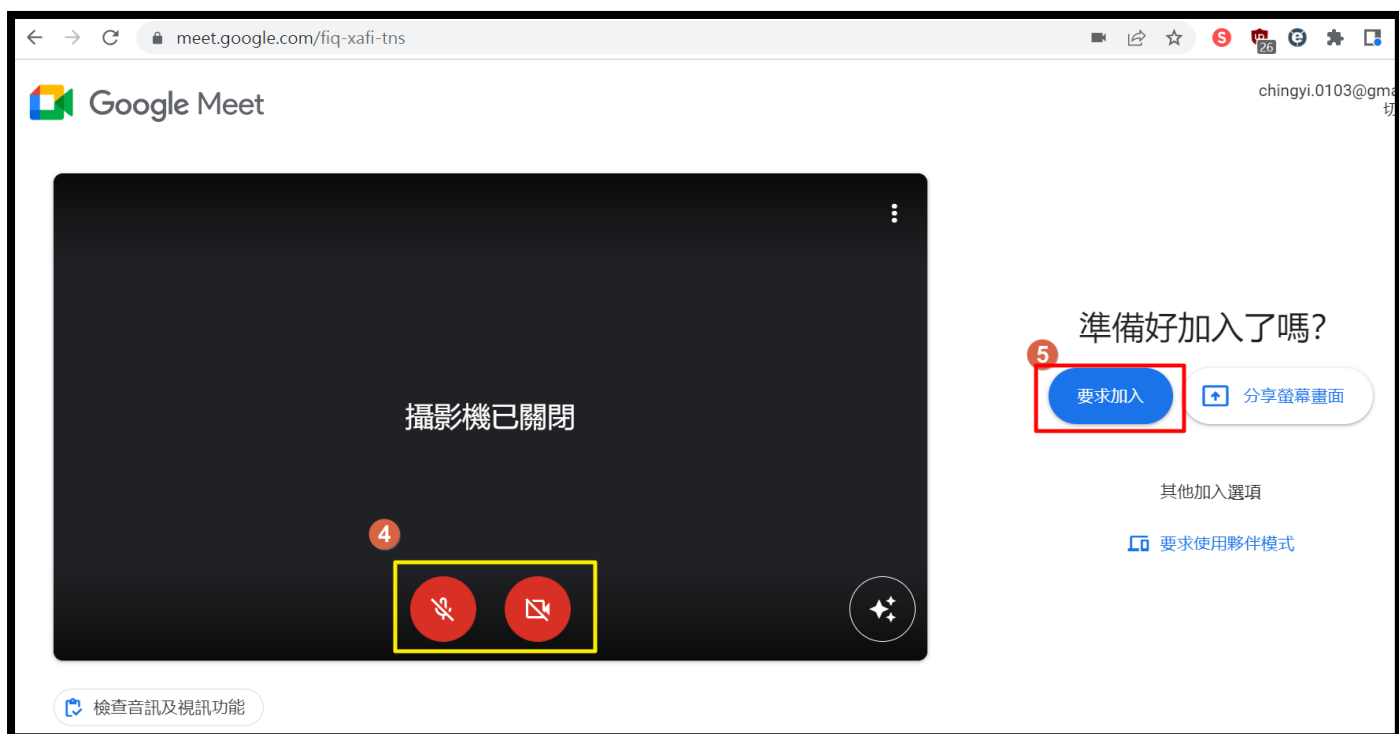 meet.google.com/fiq-xafi-tns
S
26
Google Meet
chingyi.0103@gma
切
準備好加入了嗎?
5
要求加入
分享螢幕畫面
攝影機已關閉
其他加入選項
4
要求使用夥伴模式
檢查音訊及視訊功能